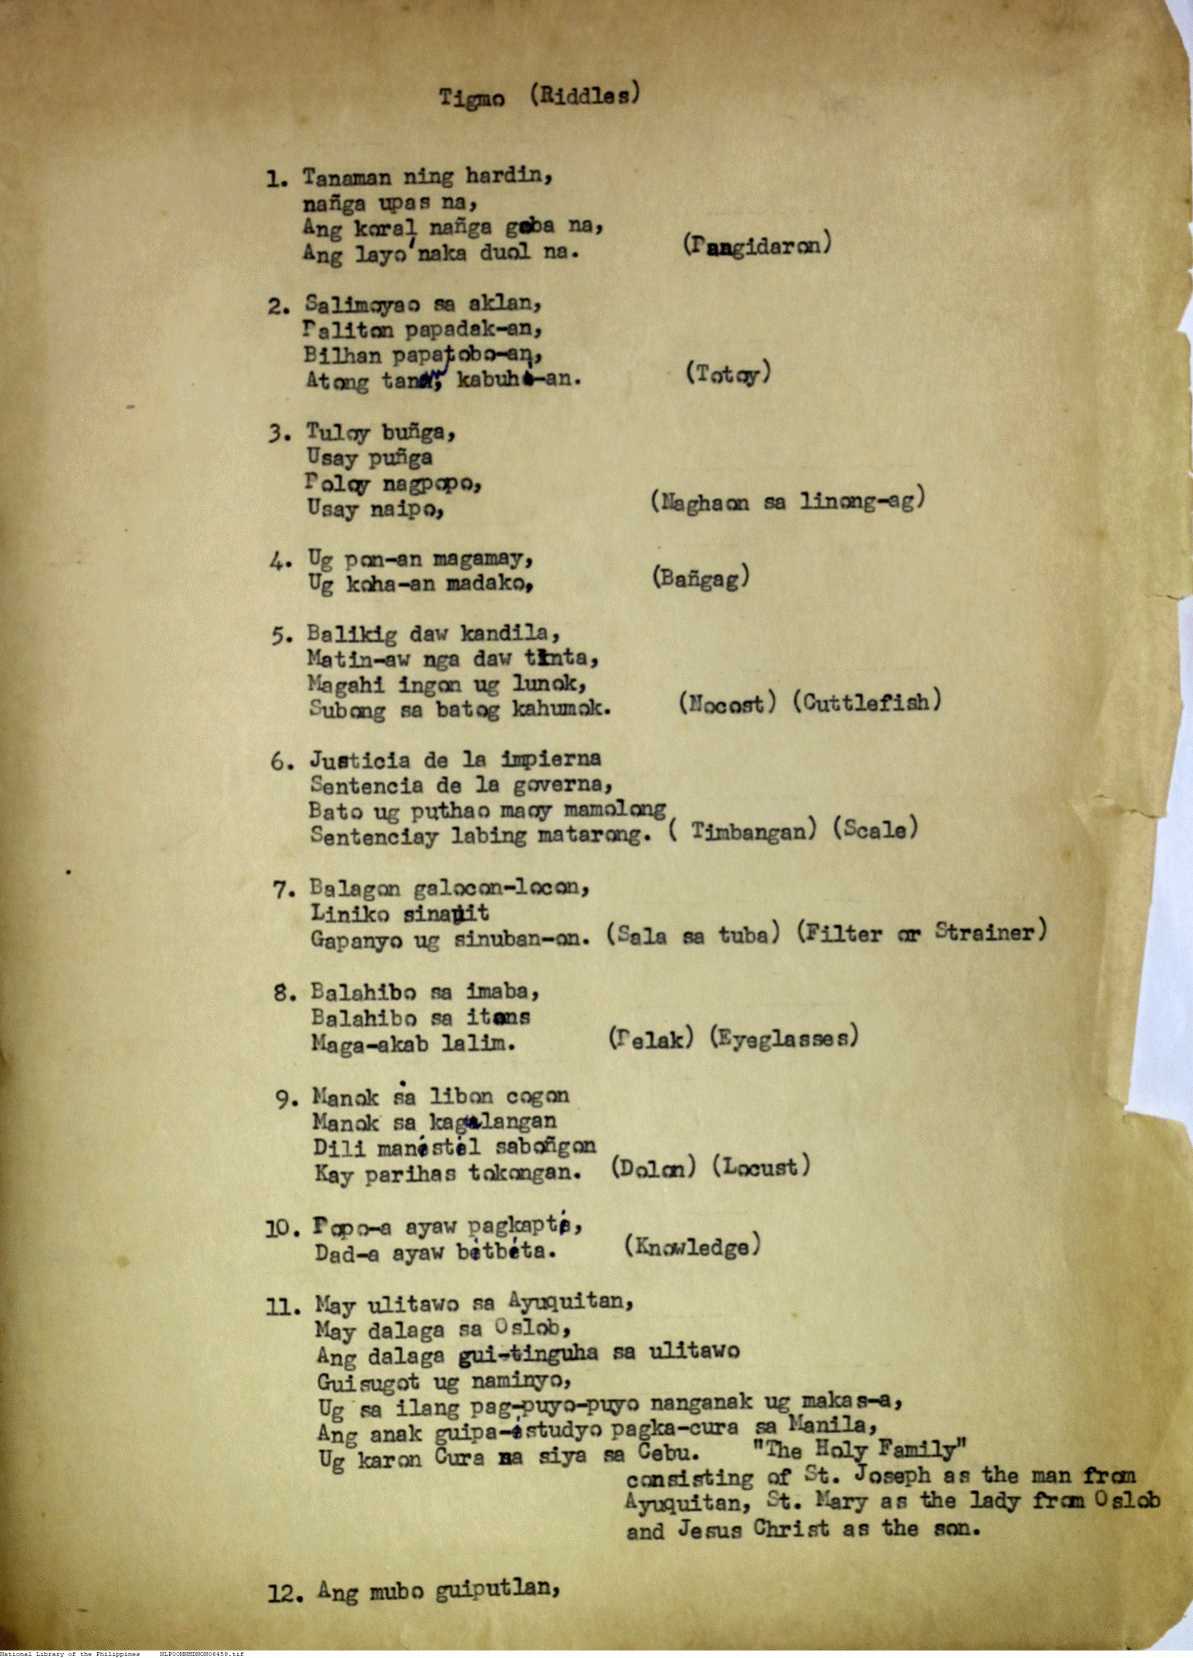 Tigmo (Riddles)
1. Tanaman ning hardin,
nañga upas na,
Ang koral nañga geba na,
Ang layo'naka duol na. (Paagidaron)
2. Salimoyao sa aklan,
Paliton papadak-an,
Bilhan papatobo-an,
Atong kabuhe-an. (Totoy)
3. Tuloy buñga,
Usay puñga
Poloy nagpopo,
Usay naipo, (Naghaon sa linong-ag)
4. Ug pon-an magamay,
Ug koha-an madako, (Bañgag)
5. Balikig daw kandila,
Matin-aw nga daw tinta,
Magahi ingon ug lunok,
Subong sa batog kahumok. (Nocost) (Cuttlefish)
6. Justicia de la impierna
Sentencia de la governa,
Bato ug puthao maoy mamolong
Sentenciay labing matarong. ( Timbangan) (Scale)
7. Balagon galocon-locon,
Liniko sinapit
Gapanyo ug sinuban-on. (Sala sa tuba) (Filter or Strainer)
8. Balahibo sa imaba,
Balahibo sa itons
Maga-akab lalim. (Pelak) (Eyeglasses)
9. Manok sa libon cogon
Manok sa kagalangan
Dili manistil saboñgon
Kay parihas tokongan. (Dolon) (Locust)
10. Popo-a ayaw pagkapti,
Dad-a ayaw bitbita. (Knowledge)
11. May ulitawo sa Ayuquitan,
May dalaga sa Oslob,
Ang dalaga gui-tinguha sa ulitawo
Guisugot ug naminyo,
Ug sa ilang pag-puyo-puyo nanganak ug makas-a,
Ang anak guipa-istudyo pagka-cura sa Manila,
Ug karon Cura na siya sa Cebu. "The Holy Family"
consisting of St. Joseph as the man from
Ayuquitan, St. Mary as the lady from Oslob
and Jesus Christ as the son.
12. Ang mubo guiputlan,
National Library of the Philippines